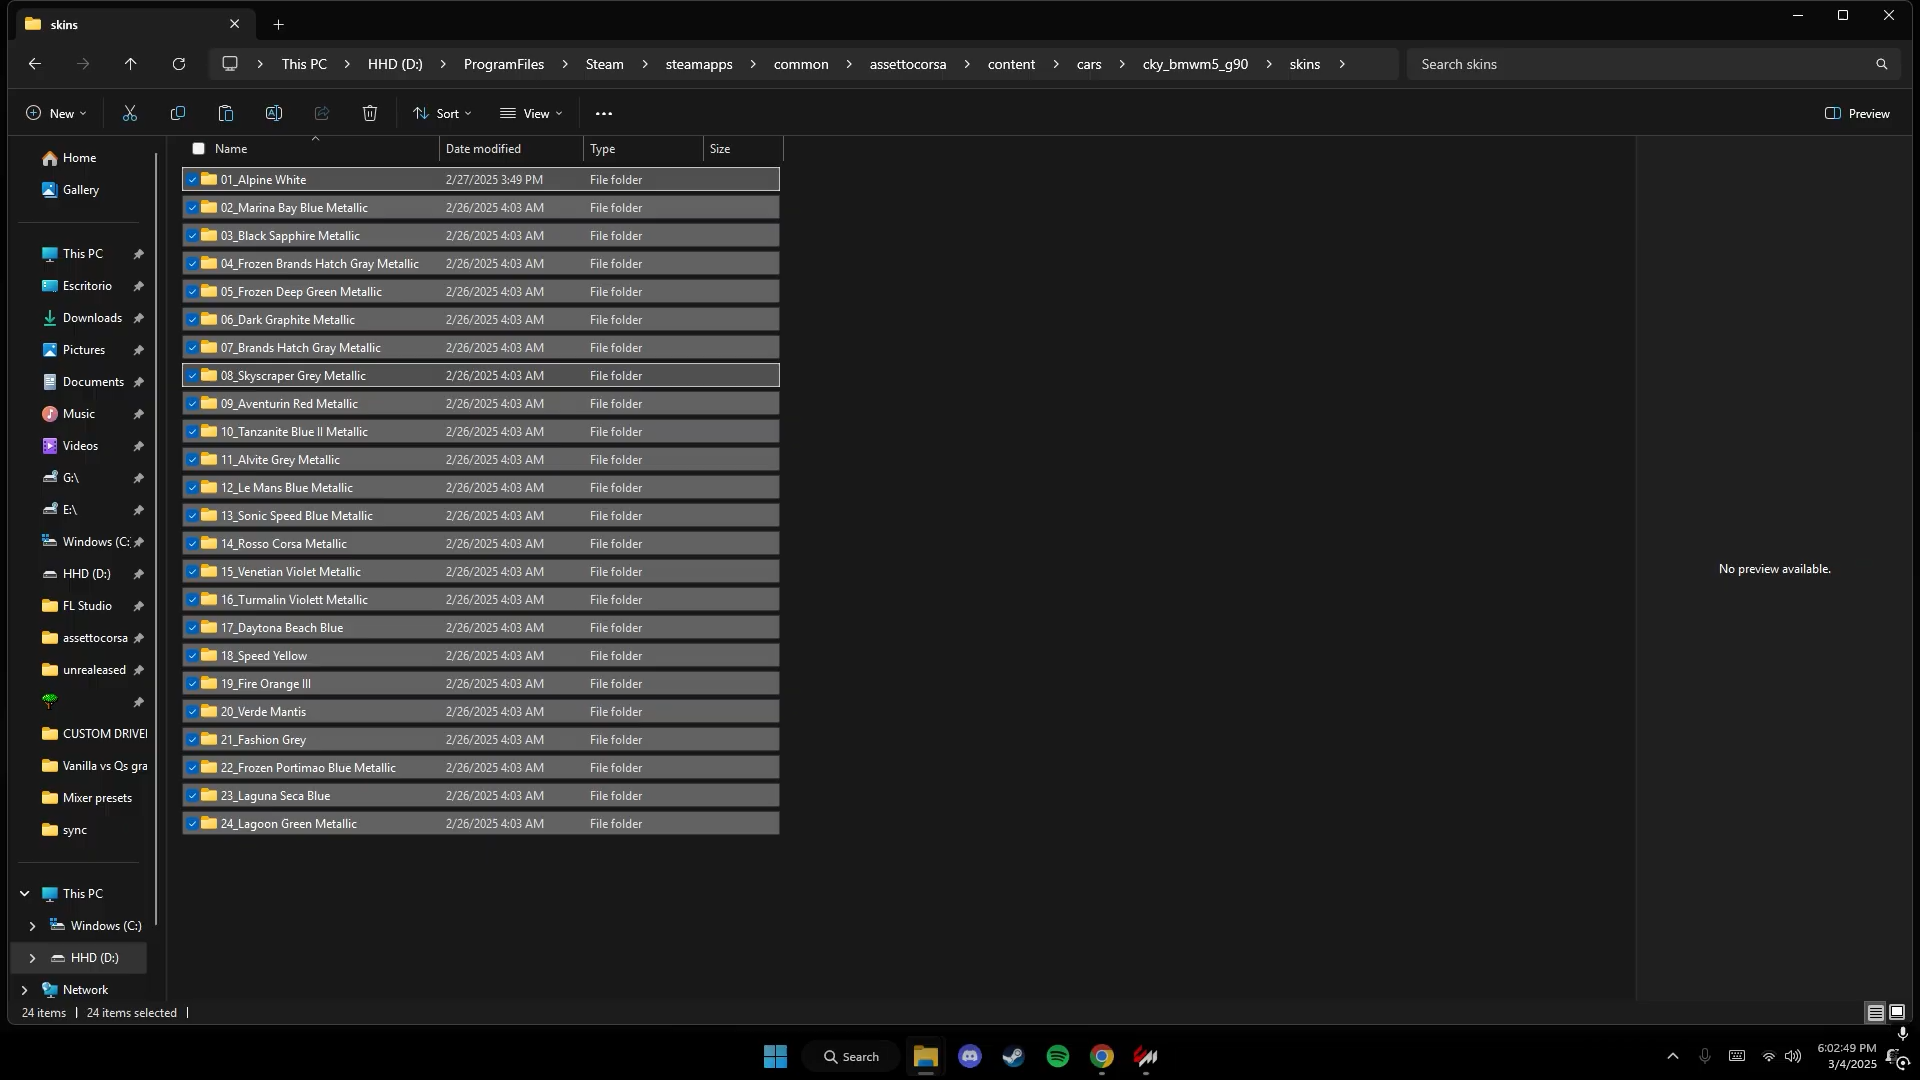 skins
This PC
HHD (D:)
ProgramFiles
Steam
steamapps
common
assettocorsa
content
cars
cky_bmwm5_g90
skins
Search skins
New
Sort
View
Preview
Home
Gallery
This PC
Escritorio
Downloads
Pictures
Documents
Music
Videos
G:\
E:\
Windows (C:
HHD (D:)
FL Studio
assettocorsa
unrealeased
CUSTOM DRIVE
Vanilla vs Qs gra
Mixer presets
sync
This PC
Windows (C:)
HHD (D:)
Network
Name Date modified Type Size
01_Alpine White 2/27/2025 3:49 PM File folder
02_Marina Bay Blue Metallic 2/26/2025 4:03 AM File folder
03_Black Sapphire Metallic 2/26/2025 4:03 AM File folder
04_Frozen Brands Hatch Gray Metallic 2/26/2025 4:03 AM File folder
05_Frozen Deep Green Metallic 2/26/2025 4:03 AM File folder
06_Dark Graphite Metallic 2/26/2025 4:03 AM File folder
07_Brands Hatch Gray Metallic 2/26/2025 4:03 AM File folder
08_Skyscraper Grey Metallic 2/26/2025 4:03 AM File folder
09_Aventurin Red Metallic 2/26/2025 4:03 AM File folder
10_Tanzanite Blue II Metallic 2/26/2025 4:03 AM File folder
11_Alvite Grey Metallic 2/26/2025 4:03 AM File folder
12_Le Mans Blue Metallic 2/26/2025 4:03 AM File folder
13_Sonic Speed Blue Metallic 2/26/2025 4:03 AM File folder
14_Rosso Corsa Metallic 2/26/2025 4:03 AM File folder
15_Venetian Violet Metallic 2/26/2025 4:03 AM File folder
16_Turmalin Violett Metallic 2/26/2025 4:03 AM File folder
17_Daytona Beach Blue 2/26/2025 4:03 AM File folder
18_Speed Yellow 2/26/2025 4:03 AM File folder
19_Fire Orange III 2/26/2025 4:03 AM File folder
20_Verde Mantis 2/26/2025 4:03 AM File folder
21_Fashion Grey 2/26/2025 4:03 AM File folder
22_Frozen Portimao Blue Metallic 2/26/2025 4:03 AM File folder
23_Laguna Seca Blue 2/26/2025 4:03 AM File folder
24_Lagoon Green Metallic 2/26/2025 4:03 AM File folder
No preview available.
24 items
24 items selected
Search
6:02:49 PM
3/4/2025